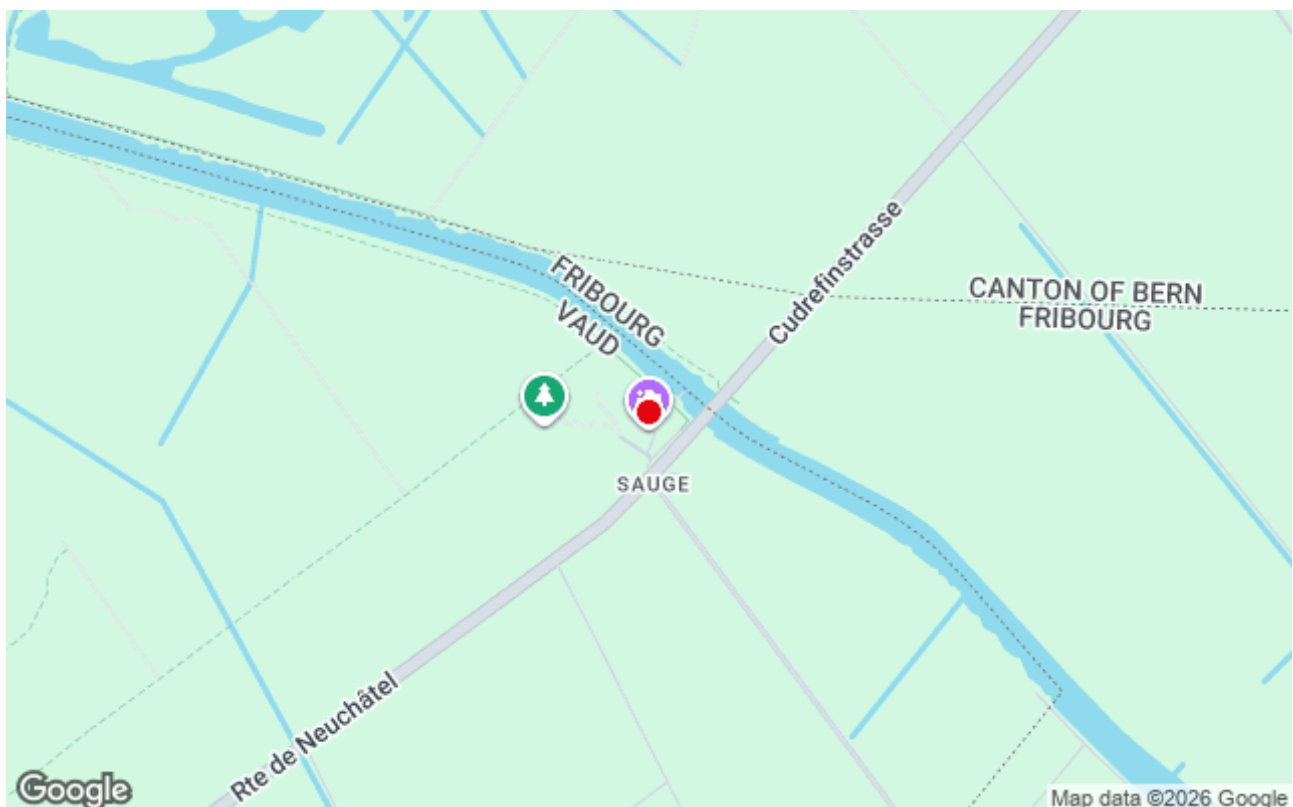 Cudrefinstrasse
FRIBOURG
VAUD
CANTON OF BERN
FRIBOURG
SAUGE
Rte de Neuchâtel
Google
Map data ©2026 Google